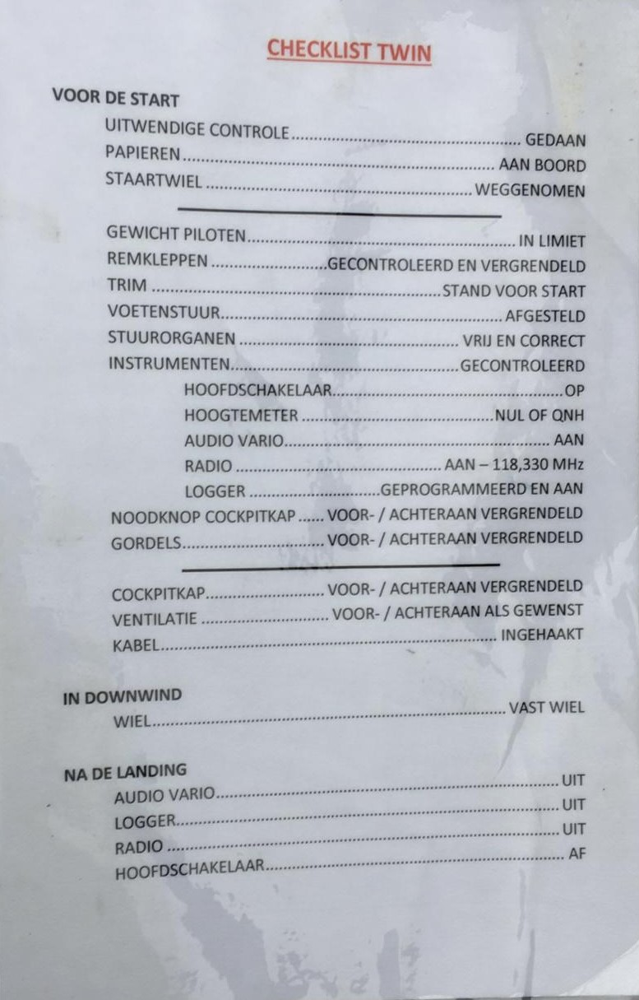 CHECKLIST TWIN
VOOR DE START
UITWENDIGE CONTROLE.......................................................... GEDAAN
PAPIEREN............................................................................... AAN BOORD
STAARTWIEL .................................................................... WEGGENOMEN
GEWICHT PILOTEN.................................................................... IN LIMIET
REMKLEPPEN .............................GECONTROLEERD EN VERGRENDELD
TRIM ......................................................................... STAND VOOR START
VOETENSTUUR........................................................................ AFGESTELD
STUURORGANEN ........................................................ VRIJ EN CORRECT
INSTRUMENTEN.......................................................... GECONTROLEERD
HOOFDSCHAKELAAR.......................................................... OP
HOOGTEMETER ................................................. NUL OF QNH
AUDIO VARIO.................................................................... AAN
RADIO .................................................... AAN – 118,330 MHz
LOGGER .................................GEPROGRAMMEERD EN AAN
NOODKNOP COCKPITKAP ...... VOOR- / ACHTERAAN VERGRENDELD
GORDELS.................................... VOOR- / ACHTERAAN VERGRENDELD
COCKPITKAP.............................. VOOR- / ACHTERAAN VERGRENDELD
VENTILATIE ................................ VOOR- / ACHTERAAN ALS GEWENST
KABEL..................................................................................... INGEHAAKT
IN DOWNWIND
WIEL......................................................................................... VAST WIEL
NA DE LANDING
AUDIO VARIO....................................................................................... UIT
LOGGER................................................................................................ UIT
RADIO ................................................................................................... UIT
HOOFDSCHAKELAAR........................................................................... AF